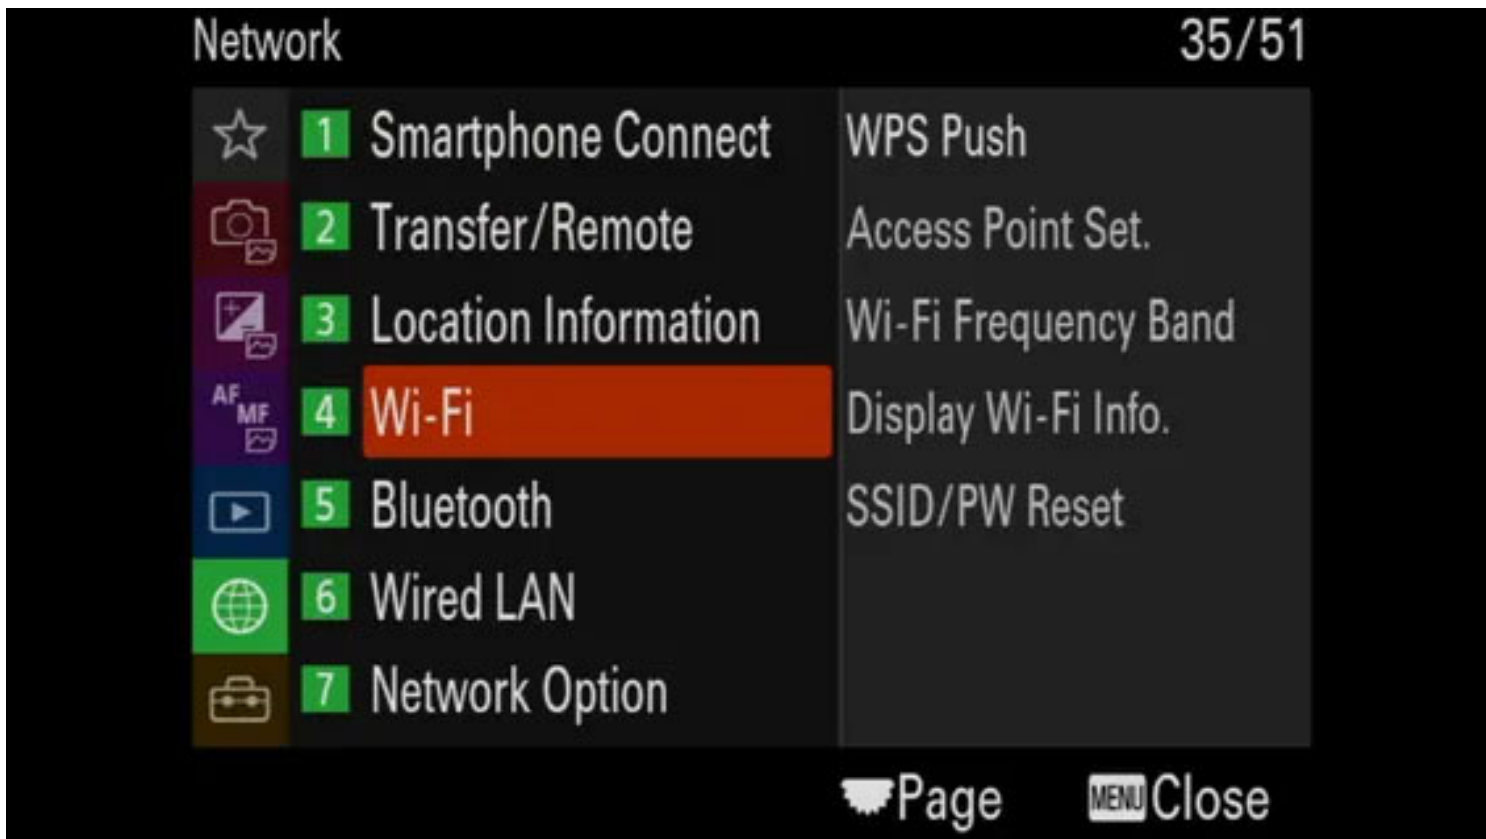 Network 35/51
1 Smartphone Connect WPS Push
2 Transfer/Remote Access Point Set.
3 Location Information Wi-Fi Frequency Band
AF MF 4 Wi-Fi Display Wi-Fi Info.
5 Bluetooth SSID/PW Reset
6 Wired LAN
7 Network Option
Page MENU Close